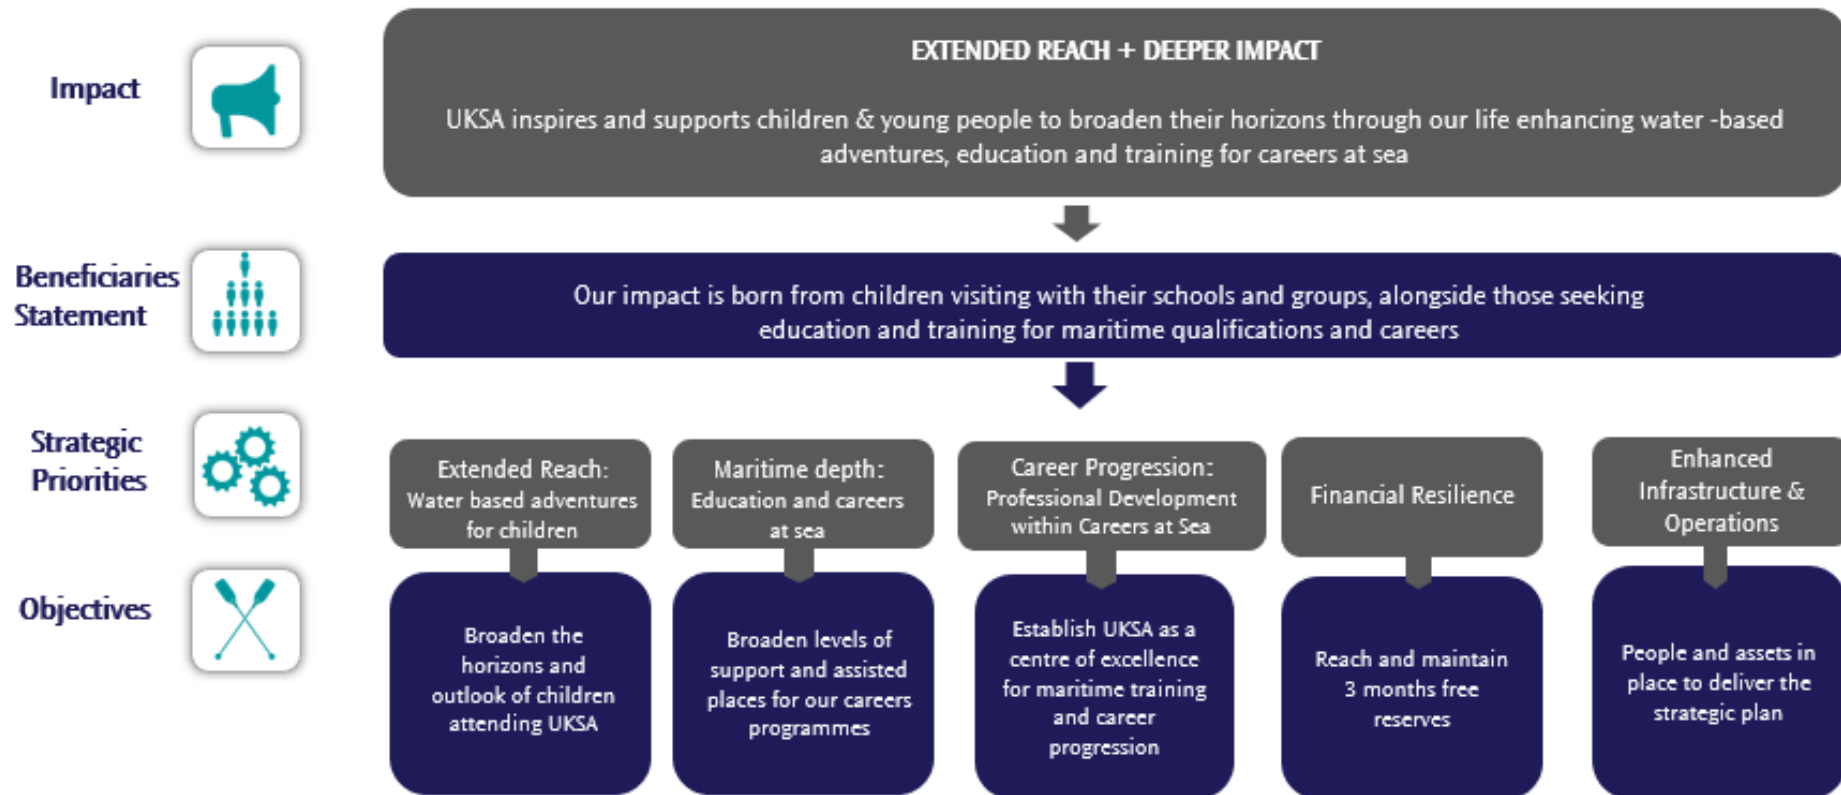 Impact
EXTENDED REACH + DEEPER IMPACT
UKSA inspires and supports children & young people to broaden their horizons through our life enhancing water -based
adventures, education and training for careers at sea
Beneficiaries
Statement
Our impact is born from children visiting with their schools and groups, alongside those seeking
education and training for maritime qualifications and careers
Strategic
Priorities
Extended Reach:
Water based adventures
for children
Maritime depth:
Education and careers
at sea
Career Progression:
Professional Development
within Careers at Sea
Financial Resilience
Enhanced
Infrastructure &
Operations
Objectives
Broaden the
horizons and
outlook of children
attending UKSA
Broaden levels of
support and assisted
places for our careers
programmes
Establish UKSA as a
centre of excellence
for maritime training
and career
progression
Reach and maintain
3 months free
reserves
People and assets in
place to deliver the
strategic plan